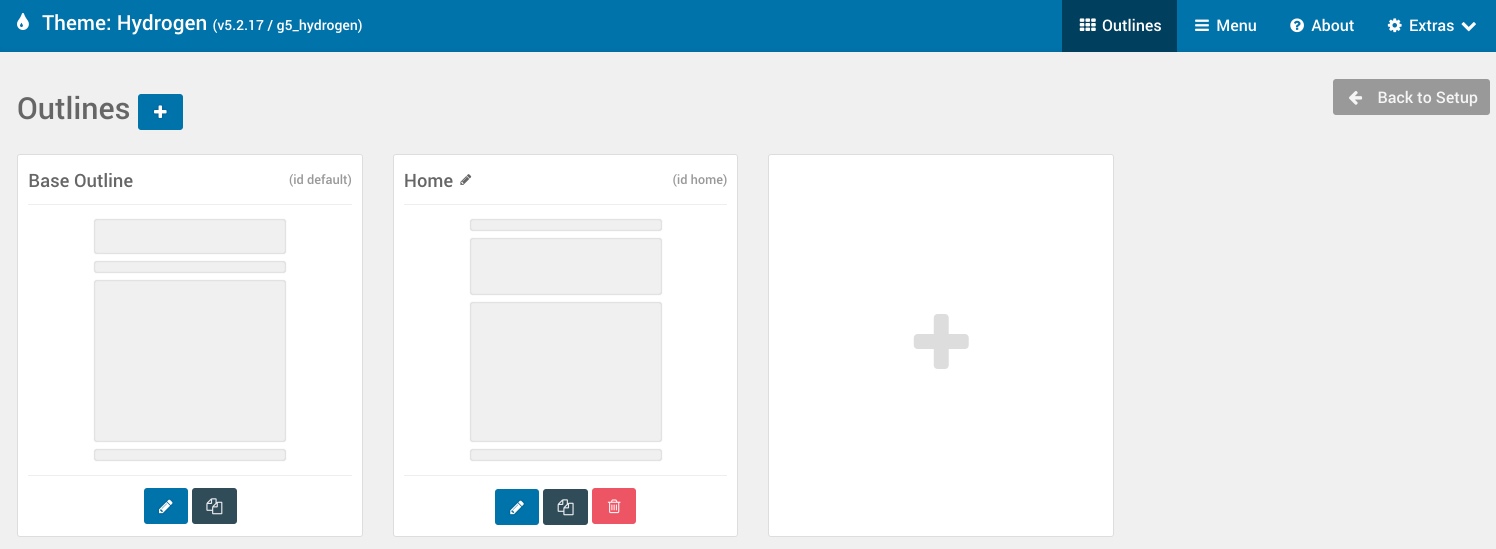 Theme: Hydrogen (v5.2.17 / g5_hydrogen)
Outlines
Menu
About
Extras
Outlines
Back to Setup
Base Outline
(id default)
Home
(id home)